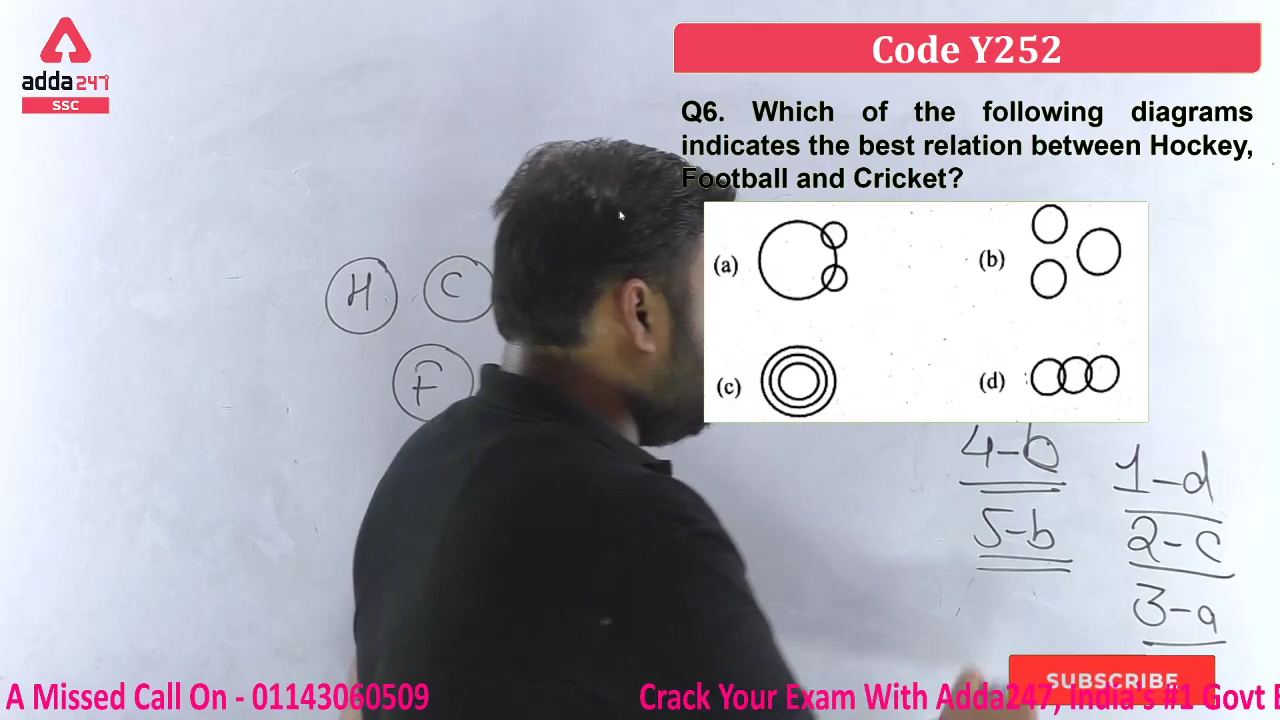 adda247
SSC
Code Y252
Q6. Which of the following diagrams
indicates the best relation between Hockey,
Football and Cricket?
(a)
(b)
(c)
(d)
H
C
F
4-b
5-b
1-d
2-c
3-a
SUBSCRIBE
A Missed Call On - 01143060509
Crack Your Exam With Adda247, India's #1 Govt E